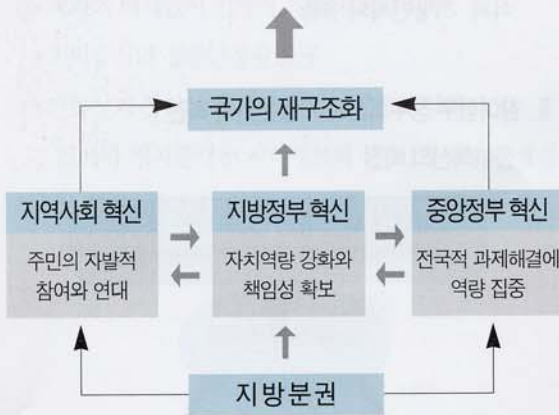 국가의 재구조화
지역사회 혁신
주민의 자발적
참여와 연대
지방정부 혁신
자치역량 강화와
책임성 확보
중앙정부 혁신
전국적 과제해결에
역량 집중
지방분권